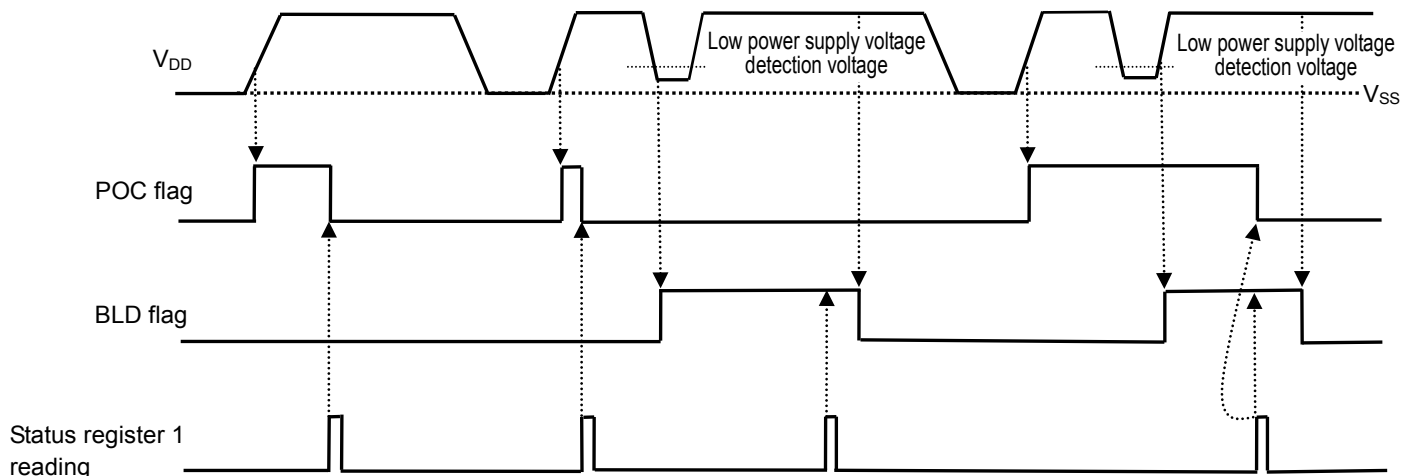 Low power supply voltage
detection voltage
Low power supply voltage
detection voltage
VDD
VSS
POC flag
BLD flag
Status register 1
reading